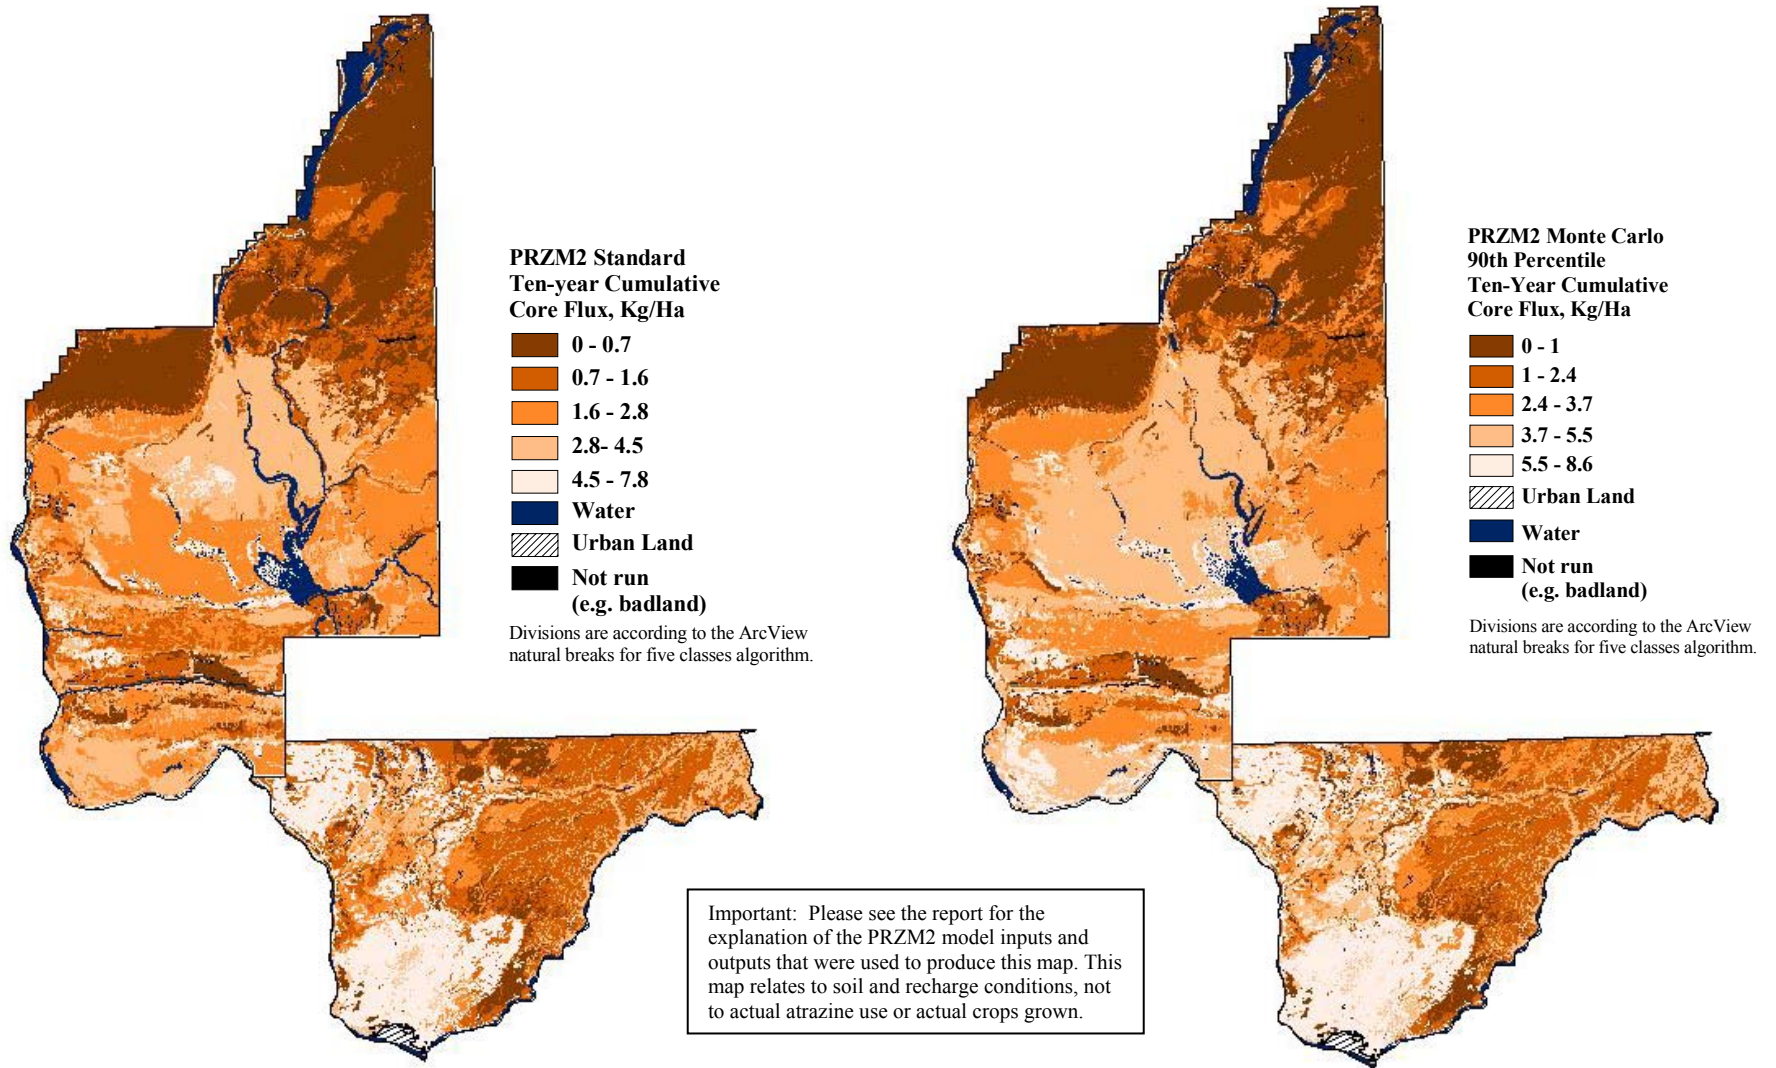 PRZM2 Standard
Ten-year Cumulative
Core Flux, Kg/Ha
0 - 0.7
0.7 - 1.6
1.6 - 2.8
2.8- 4.5
4.5 - 7.8
Water
Urban Land
Not run
(e.g. badland)
Divisions are according to the ArcView
natural breaks for five classes algorithm.
PRZM2 Monte Carlo
90th Percentile
Ten-Year Cumulative
Core Flux, Kg/Ha
0 - 1
1 - 2.4
2.4 - 3.7
3.7 - 5.5
5.5 - 8.6
Urban Land
Water
Not run
(e.g. badland)
Divisions are according to the ArcView
natural breaks for five classes algorithm.
Important: Please see the report for the
explanation of the PRZM2 model inputs and
outputs that were used to produce this map. This
map relates to soil and recharge conditions, not
to actual atrazine use or actual crops grown.